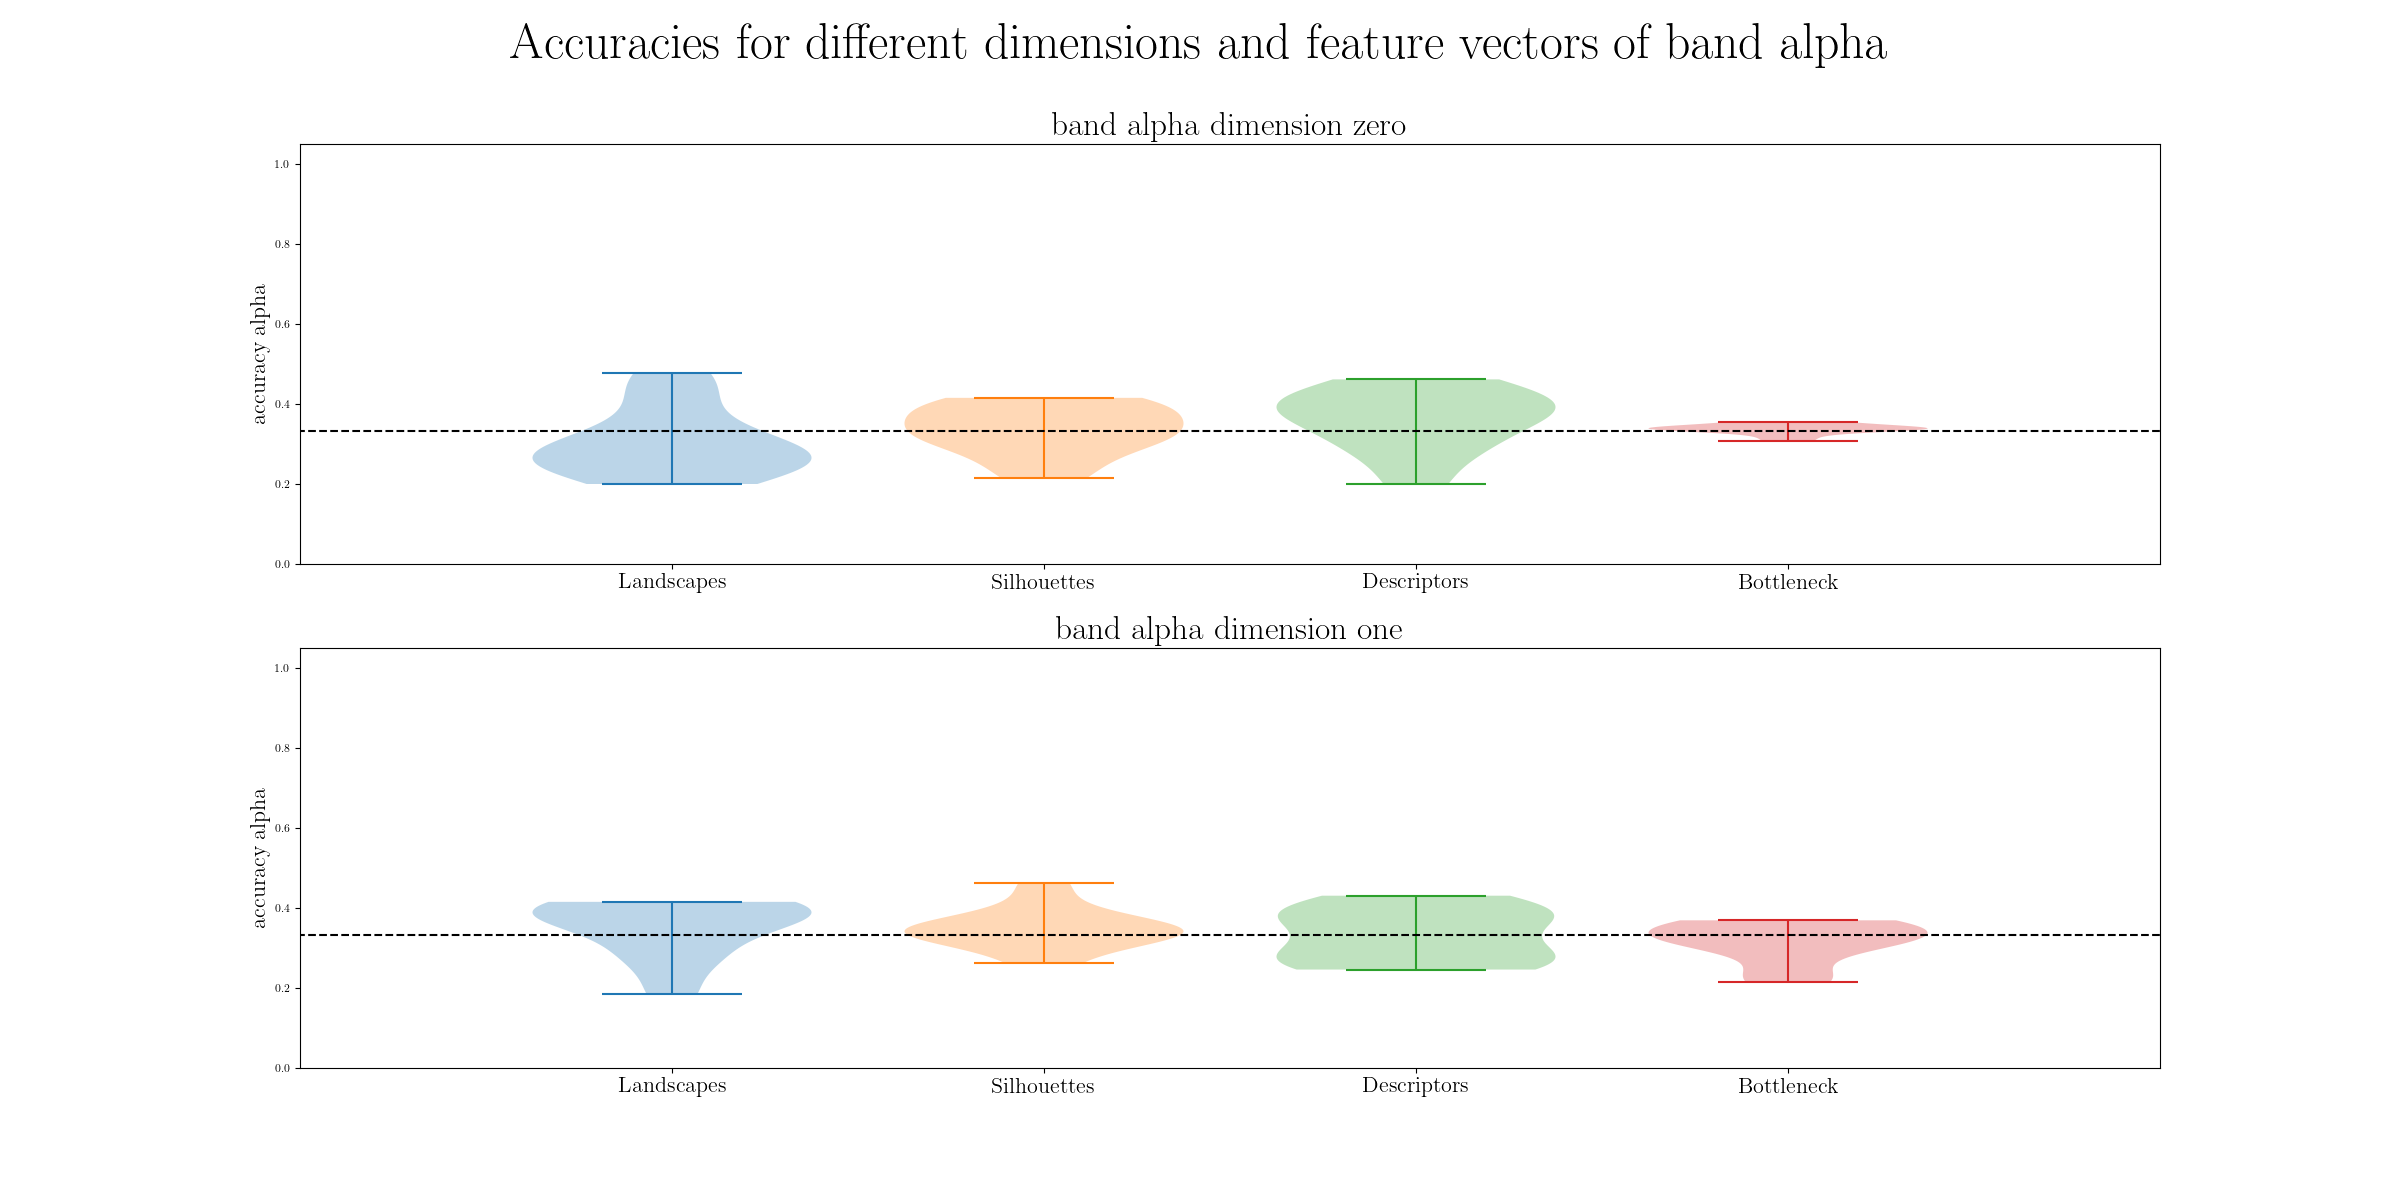 Accuracies for different dimensions and feature vectors of band alpha
band alpha dimension zero
1.0
0.8
0.6
0.4
0.2
0.0
accuracy alpha
Landscapes Silhouettes Descriptors Bottleneck
band alpha dimension one
1.0
0.8
0.6
0.4
0.2
0.0
accuracy alpha
Landscapes Silhouettes Descriptors Bottleneck